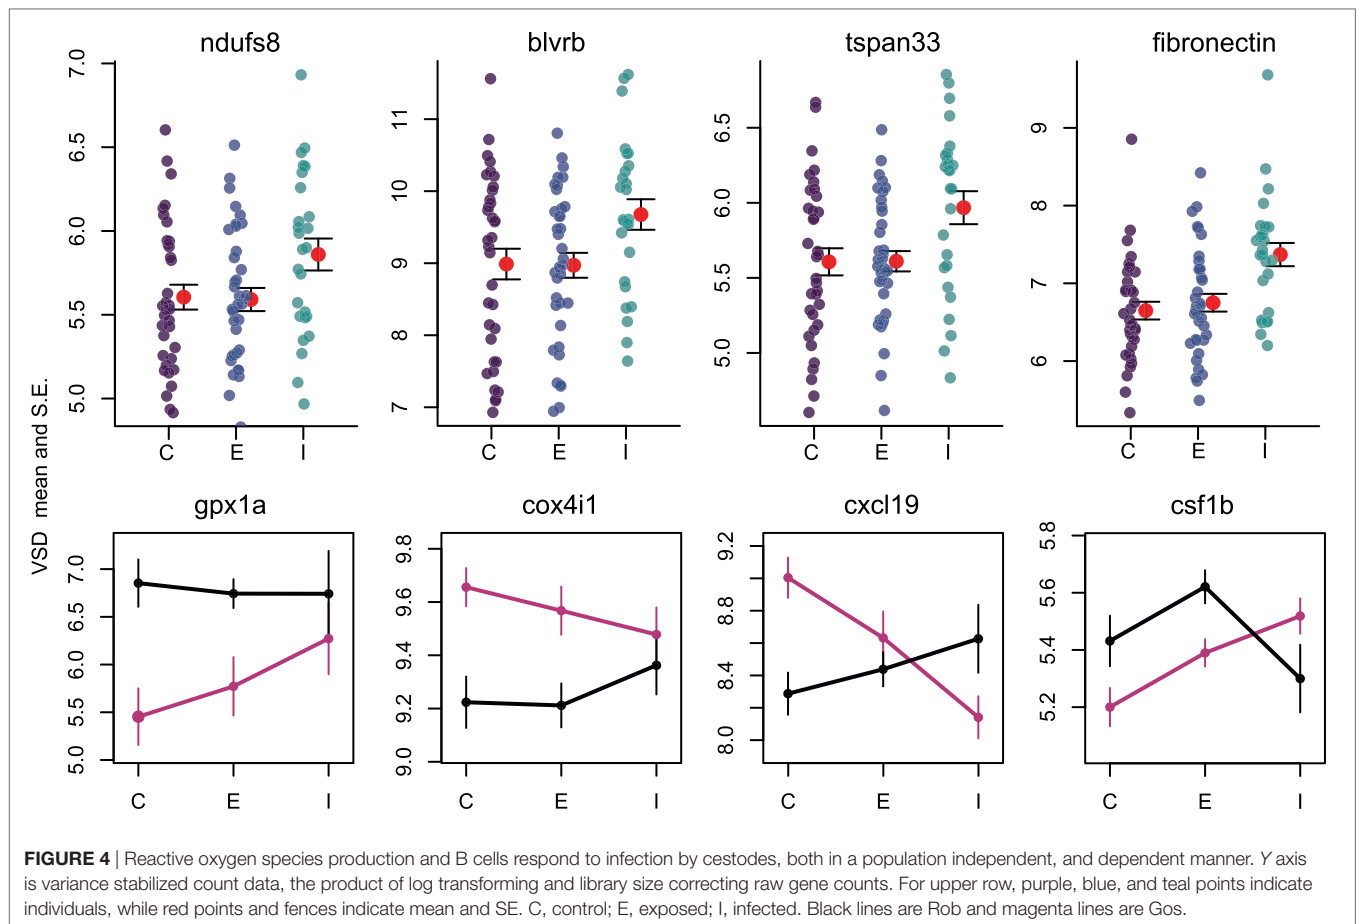 ndufs8 blvrb tspan33 fibronectin
7.0
6.5
6.0
5.5
5.0
C E I
11
10
9
8
7
C E I
6.5
6.0
5.5
5.0
C E I
9
8
7
6
C E I
VSD mean and S.E.
gpx1a cox4i1 cxcl19 csf1b
7.0
6.5
6.0
5.5
5.0
C E I
9.8
9.6
9.4
9.2
9.0
C E I
9.2
8.8
8.4
8.0
C E I
5.8
5.6
5.4
5.2
C E I
FIGURE 4 | Reactive oxygen species production and B cells respond to infection by cestodes, both in a population independent, and dependent manner. Y axis
is variance stabilized count data, the product of log transforming and library size correcting raw gene counts. For upper row, purple, blue, and teal points indicate
individuals, while red points and fences indicate mean and SE. C, control; E, exposed; I, infected. Black lines are Rob and magenta lines are Gos.